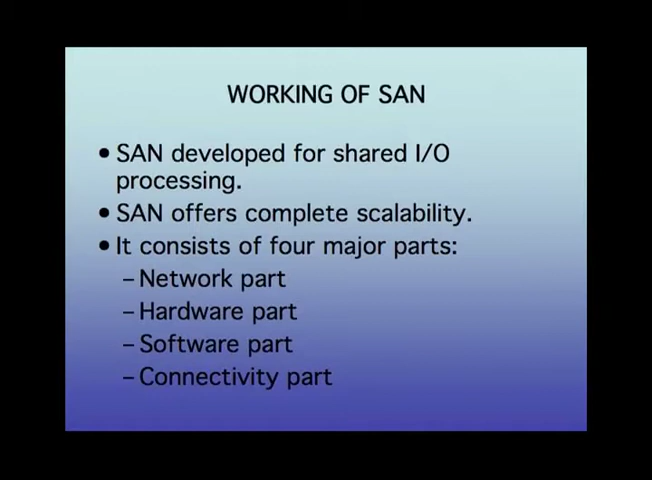 WORKING OF SAN
• SAN developed for shared I/O
processing.
• SAN offers complete scalability.
• It consists of four major parts:
– Network part
– Hardware part
– Software part
– Connectivity part